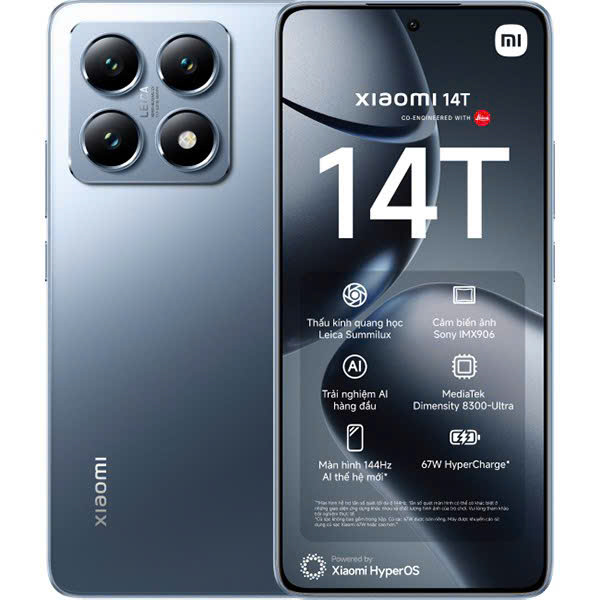 LEICA
xiaomi
mi
xiaomi 14T
CO-ENGINEERED WITH Leica
14T
Thấu kính quang học
Leica Summilux
Cảm biến ảnh
Sony IMX906
AI
Trải nghiệm AI
hàng đầu
MediaTek
Dimensity 8300-Ultra
Màn hình 144Hz
AI thế hệ mới*
67W HyperCharge*
Powered by
Xiaomi HyperOS